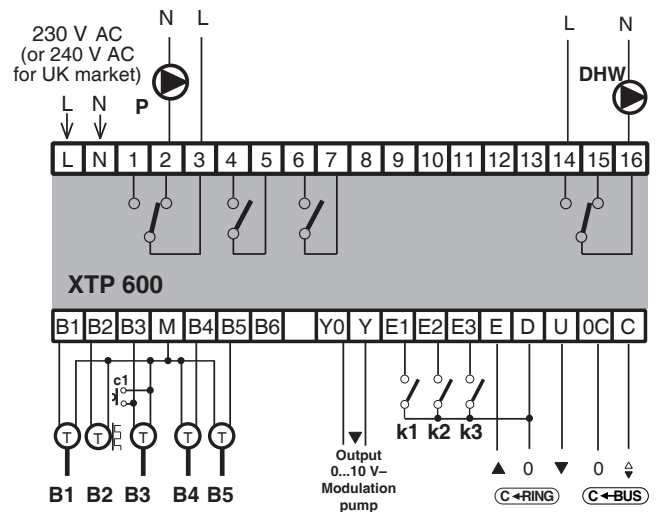 N L
230 V AC
(or 240 V AC
for UK market)
L N
P
L N
DHW
L N 1 2 3 4 5 6 7 8 9 10 11 12 13 14 15 16
XTP 600
B1 B2 B3 M B4 B5 B6 Y0 Y E1 E2 E3 E D U 0C C
c1
k1 k2 k3
T T T T T
B1 B2 B3 B4 B5
Output
0...10 V–
Modulation
pump
▲ 0 ▼ 0
C◄RING C◄BUS